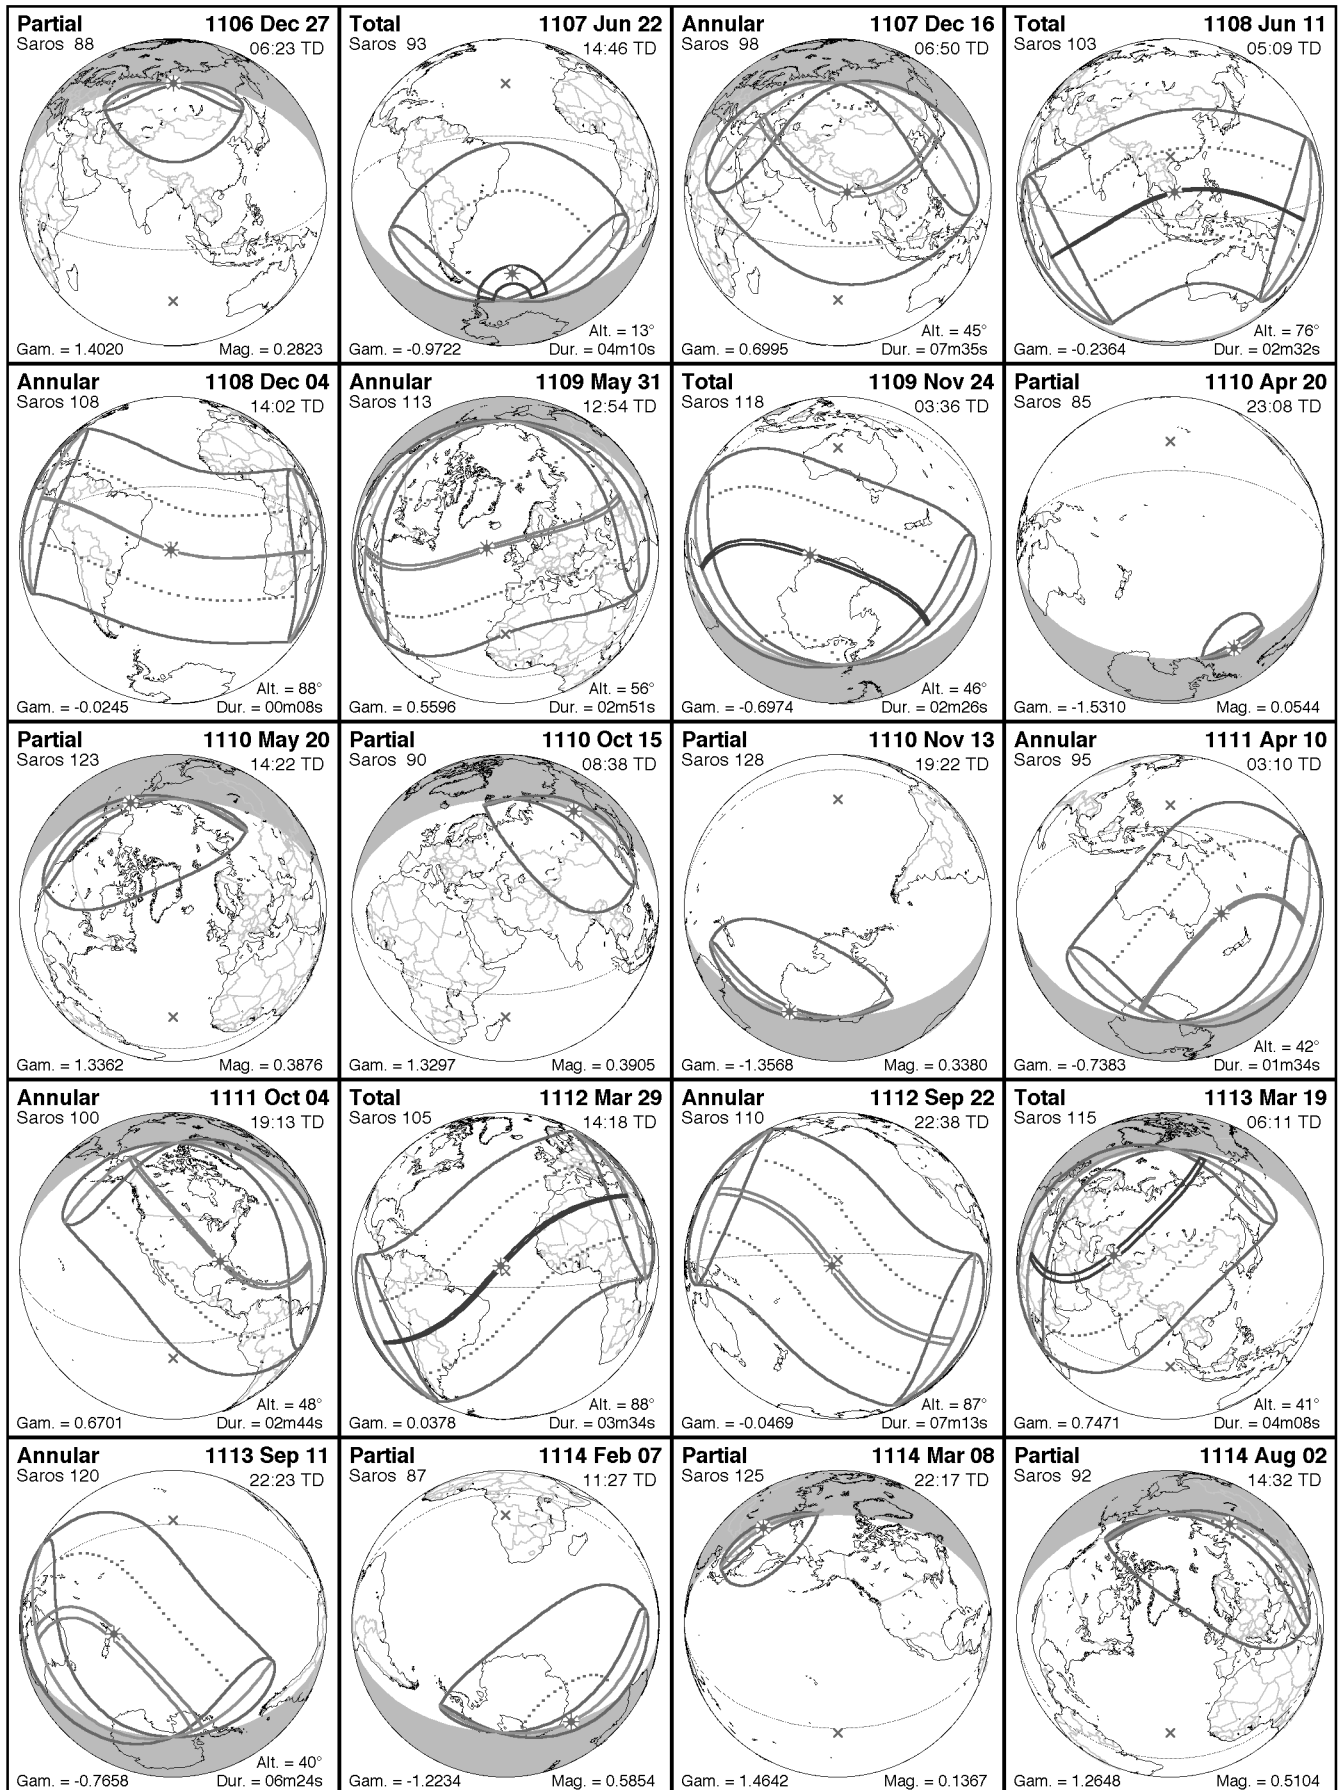 Partial 1106 Dec 27
Saros 88 06:23 TD
Gam. = 1.4020 Mag. = 0.2823
Total 1107 Jun 22
Saros 93 14:46 TD
Alt. = 13°
Gam. = -0.9722 Dur. = 04m10s
Annular 1107 Dec 16
Saros 98 06:50 TD
Alt. = 45°
Gam. = 0.6995 Dur. = 07m35s
Total 1108 Jun 11
Saros 103 05:09 TD
Alt. = 76°
Gam. = -0.2364 Dur. = 02m32s
Annular 1108 Dec 04
Saros 108 14:02 TD
Alt. = 88°
Gam. = -0.0245 Dur. = 00m08s
Annular 1109 May 31
Saros 113 12:54 TD
Alt. = 56°
Gam. = 0.5596 Dur. = 02m51s
Total 1109 Nov 24
Saros 118 03:36 TD
Alt. = 46°
Gam. = -0.6974 Dur. = 02m26s
Partial 1110 Apr 20
Saros 85 23:08 TD
Gam. = -1.5310 Mag. = 0.0544
Partial 1110 May 20
Saros 123 14:22 TD
Gam. = 1.3362 Mag. = 0.3876
Partial 1110 Oct 15
Saros 90 08:38 TD
Gam. = 1.3297 Mag. = 0.3905
Partial 1110 Nov 13
Saros 128 19:22 TD
Gam. = -1.3568 Mag. = 0.3380
Annular 1111 Apr 10
Saros 95 03:10 TD
Alt. = 42°
Gam. = -0.7383 Dur. = 01m34s
Annular 1111 Oct 04
Saros 100 19:13 TD
Alt. = 48°
Gam. = 0.6701 Dur. = 02m44s
Total 1112 Mar 29
Saros 105 14:18 TD
Alt. = 88°
Gam. = 0.0378 Dur. = 03m34s
Annular 1112 Sep 22
Saros 110 22:38 TD
Alt. = 87°
Gam. = -0.0469 Dur. = 07m13s
Total 1113 Mar 19
Saros 115 06:11 TD
Alt. = 41°
Gam. = 0.7471 Dur. = 04m08s
Annular 1113 Sep 11
Saros 120 22:23 TD
Alt. = 40°
Gam. = -0.7658 Dur. = 06m24s
Partial 1114 Feb 07
Saros 87 11:27 TD
Gam. = -1.2234 Mag. = 0.5854
Partial 1114 Mar 08
Saros 125 22:17 TD
Gam. = 1.4642 Mag. = 0.1367
Partial 1114 Aug 02
Saros 92 14:32 TD
Gam. = 1.2648 Mag. = 0.5104